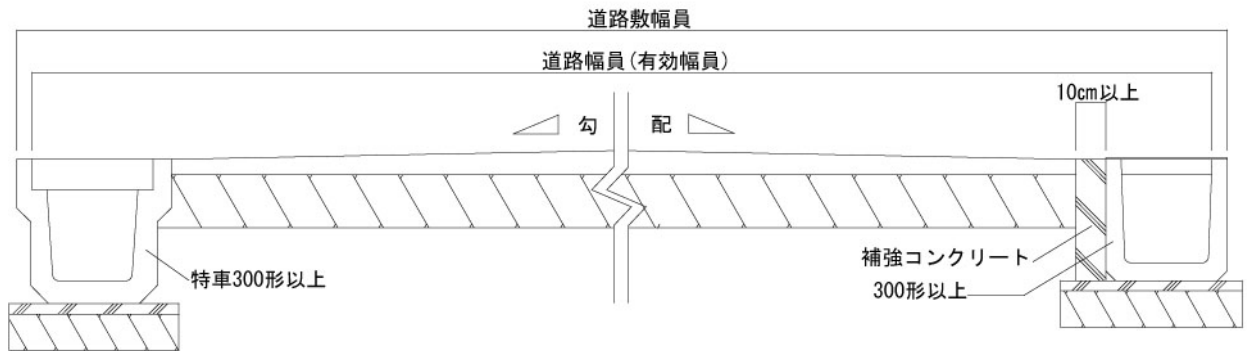 道路敷幅員
道路幅員(有効幅員)
10cm以上
勾 配
補強コンクリート
特車300形以上
300形以上